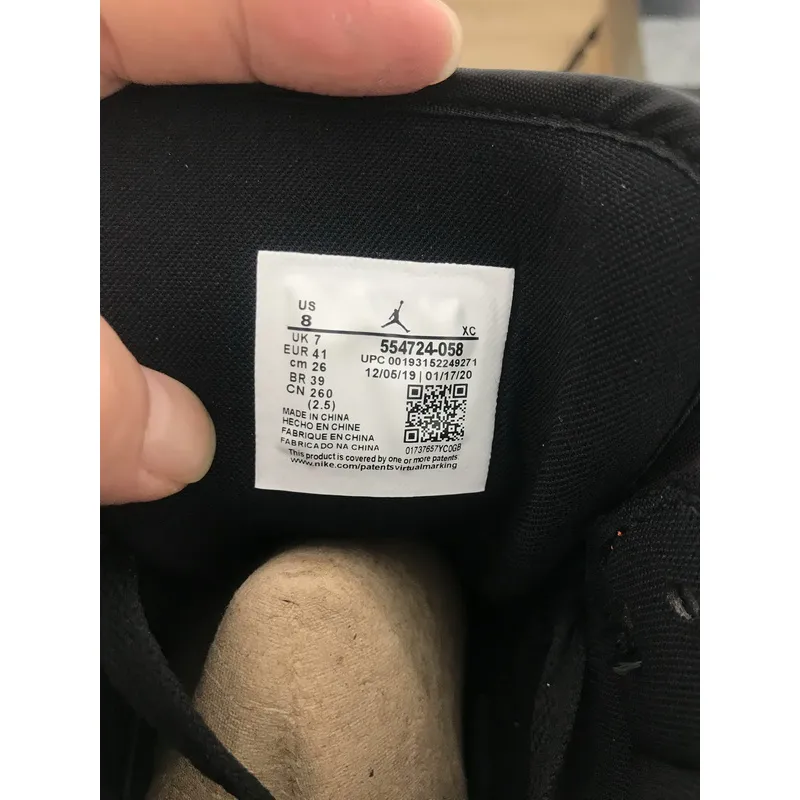 US
8
XC
UK 7
EUR 41
cm 26
BR 39
CN 260
(2.5)
554724-058
UPC 00193152249271
12/05/19 | 01/17/20
MADE IN CHINA
HECHO EN CHINE
FABRIQUE EN CHINA
FABRICADO NA CHINA
01737657YC0GB
This product is covered by one or more patents.
www.nike.com/patentsvirtualmarking